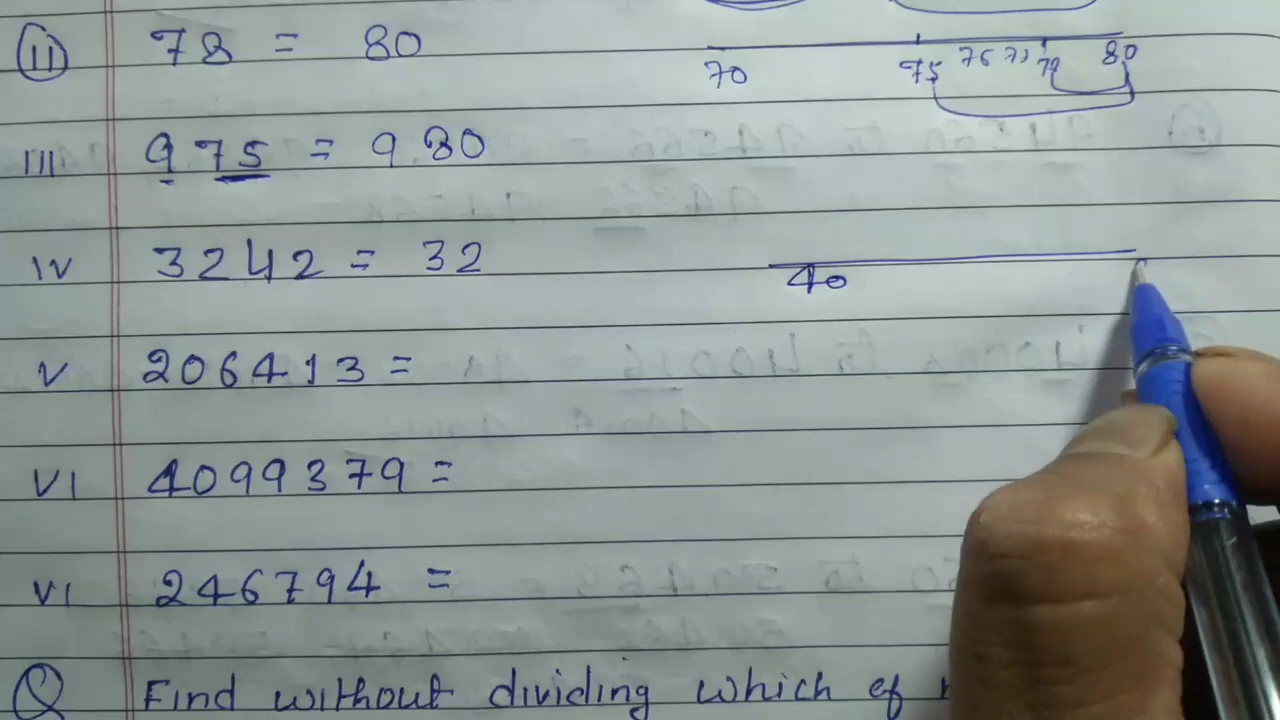 (II) 78 = 80
70 75 76 79 80
III 975 = 980
IV 3242 = 32
40
V 206413 =
VI 4099379 =
VI 246794 =
Q Find without dividing which of